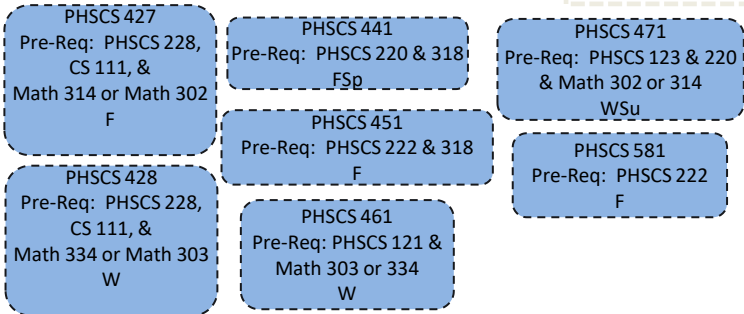 PHSCS 427
Pre-Req: PHSCS 228,
CS 111, &
Math 314 or Math 302
F
PHSCS 428
Pre-Req: PHSCS 228,
CS 111, &
Math 334 or Math 303
W
PHSCS 441
Pre-Req: PHSCS 220 & 318
FSp
PHSCS 451
Pre-Req: PHSCS 222 & 318
F
PHSCS 461
Pre-Req: PHSCS 121 &
Math 303 or 334
W
PHSCS 471
Pre-Req: PHSCS 123 & 220
& Math 302 or 314
WSu
PHSCS 581
Pre-Req: PHSCS 222
F